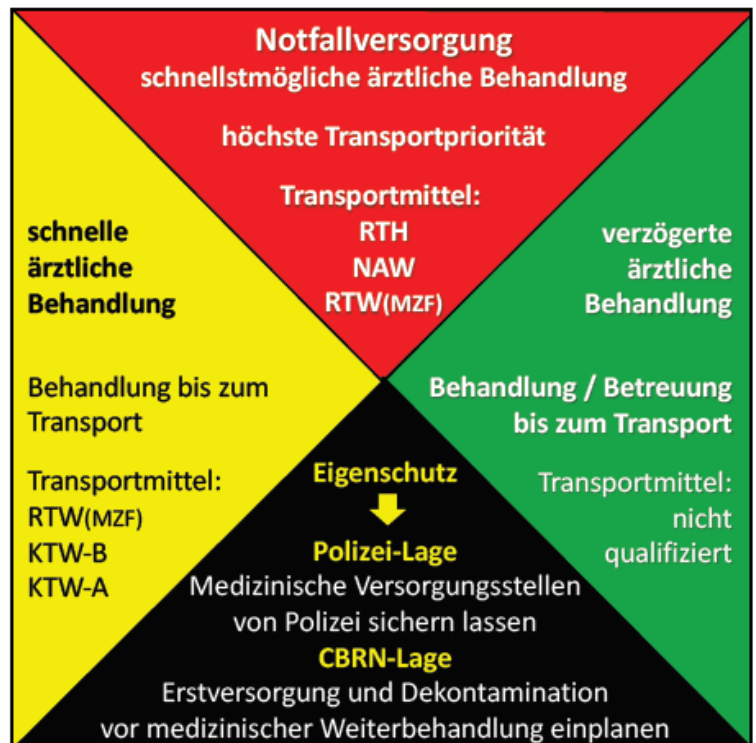 Notfallversorgung
schnellstmögliche ärztliche Behandlung
höchste Transportpriorität
Transportmittel:
RTH
NAW
RTW(MZF)
schnelle
ärztliche
Behandlung
Behandlung bis zum
Transport
Transportmittel:
RTW(MZF)
KTW-B
KTW-A
verzögerte
ärztliche
Behandlung
Behandlung / Betreuung
bis zum Transport
Transportmittel:
nicht
qualifiziert
Eigenschutz
Polizei-Lage
Medizinische Versorgungsstellen
von Polizei sichern lassen
CBRN-Lage
Erstversorgung und Dekontamination
vor medizinischer Weiterbehandlung einplanen